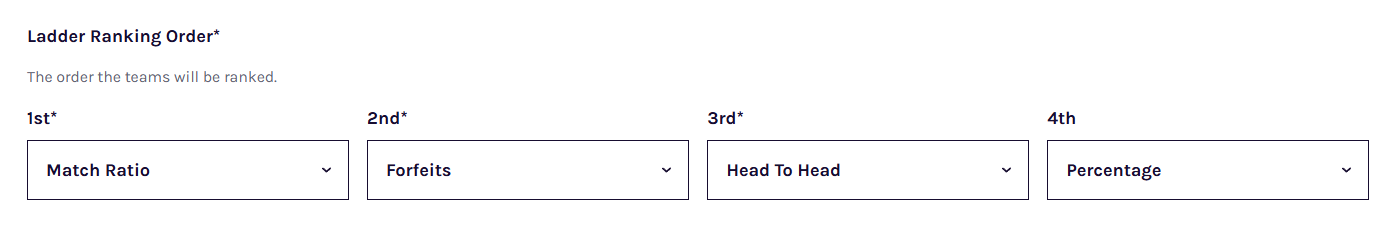 Ladder Ranking Order*
The order the teams will be ranked.
1st* 2nd* 3rd* 4th
Match Ratio Forfeits Head To Head Percentage